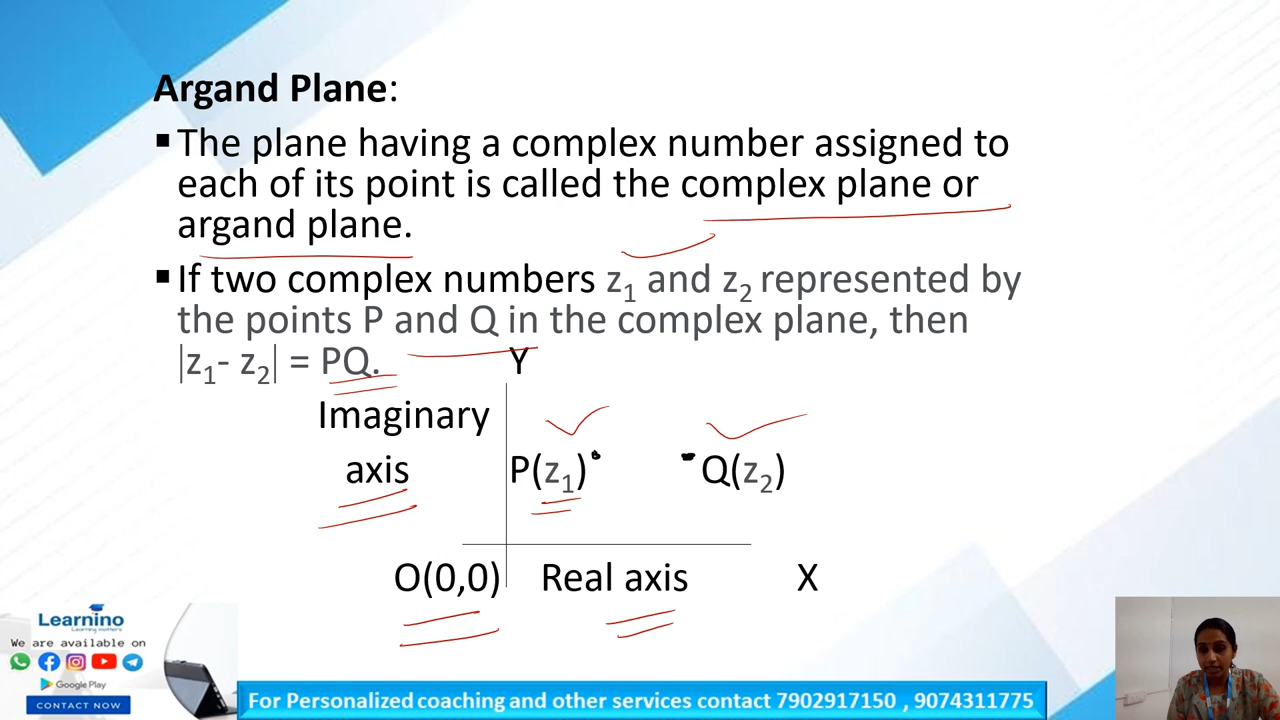 Argand Plane:
▪The plane having a complex number assigned to
each of its point is called the complex plane or
argand plane.
▪If two complex numbers z₁ and z₂ represented by
the points P and Q in the complex plane, then
|z₁- z₂| = PQ.
Y
Imaginary
axis
P(z₁)
Q(z₂)
O(0,0)
Real axis
X
Learnino
Learning matters
We are available on
Google Play
CONTACT NOW
For Personalized coaching and other services contact 7902917150 , 9074311775